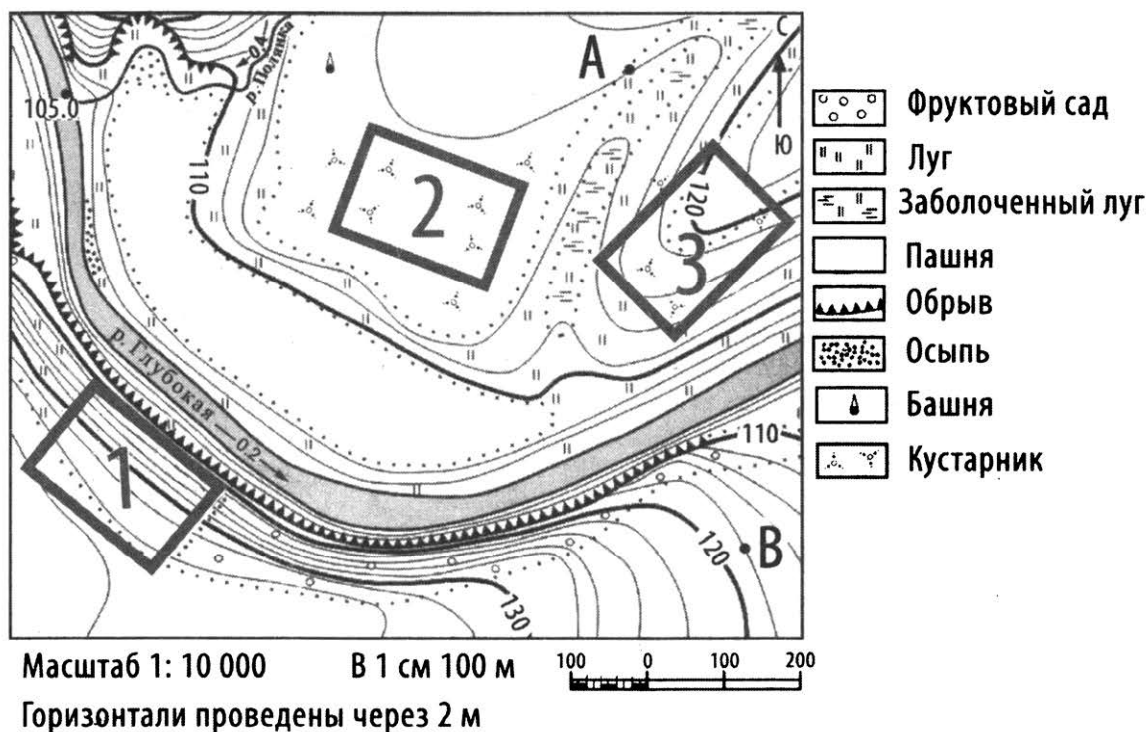 С
А
0,4
р. Полянка
105.0
Ю
110
2
120
3
р. Глубокая
0.2
1
110
120
В
130
Фруктовый сад
Луг
Заболоченный луг
Пашня
Обрыв
Осыпь
Башня
Кустарник
Масштаб 1: 10 000 В 1 см 100 м
100 0 100 200
Горизонтали проведены через 2 м